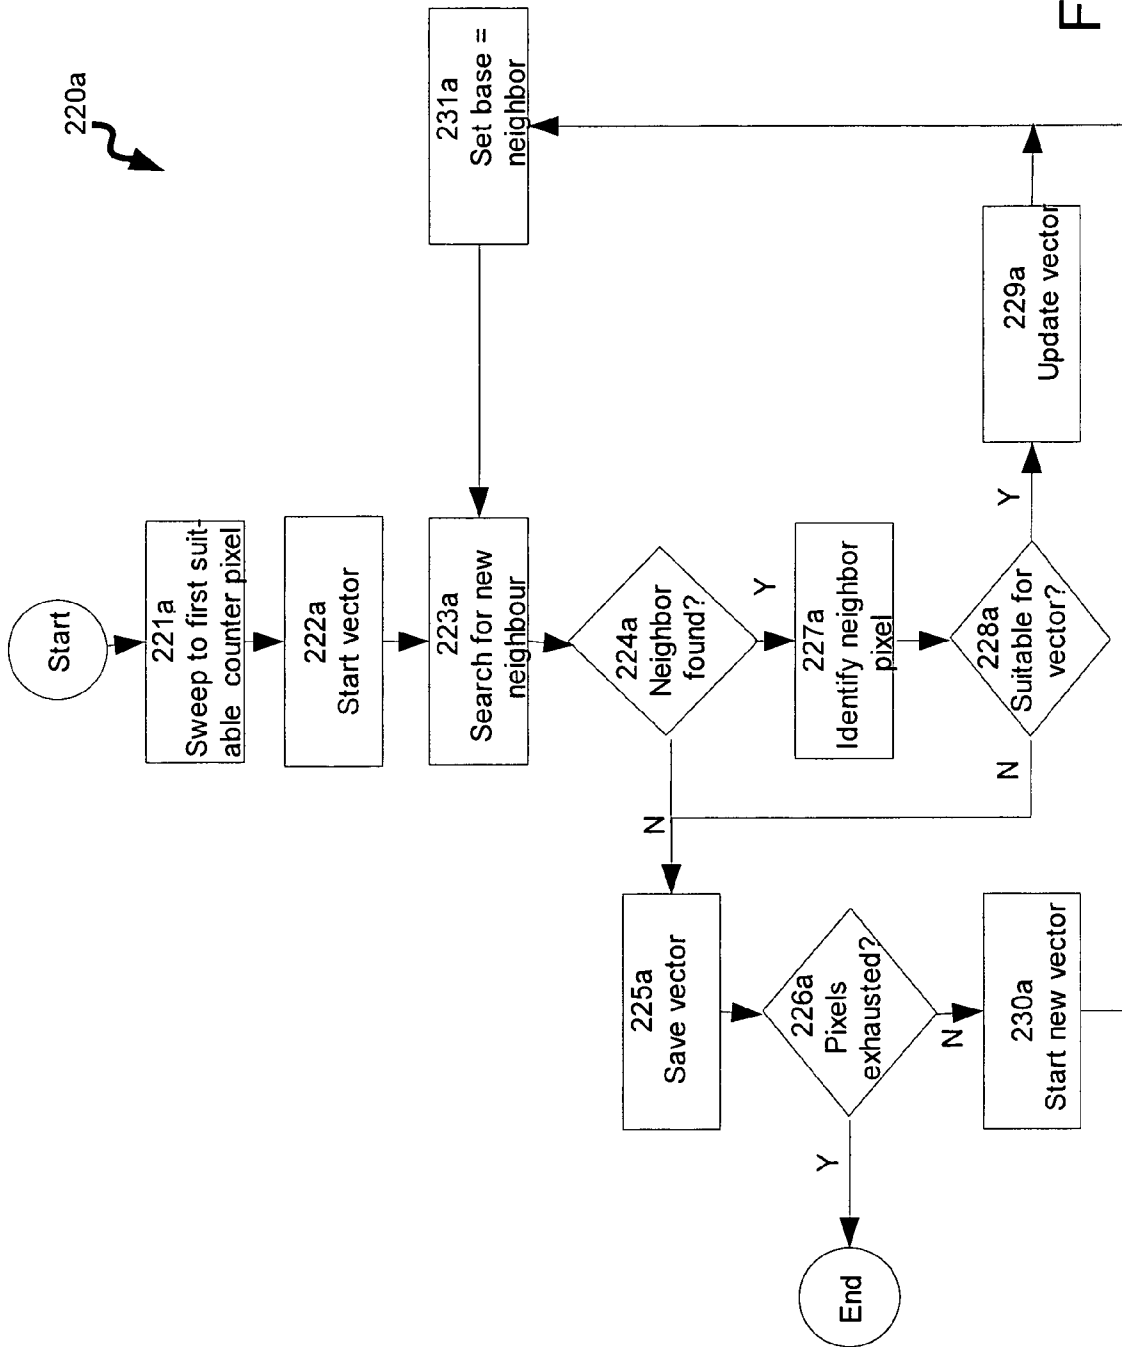 220a
Start
221a
Sweep to first suit-
able counter pixel
222a
Start vector
223a
Search for new
neighbour
231a
Set base =
neighbor
224a
Neighbor
found?
N
Y
225a
Save vector
227a
Identify neighbor
pixel
226a
Pixels
exhausted?
Y
N
228a
Suitable for
vector?
N
Y
229a
Update vector
230a
Start new vector
End
F